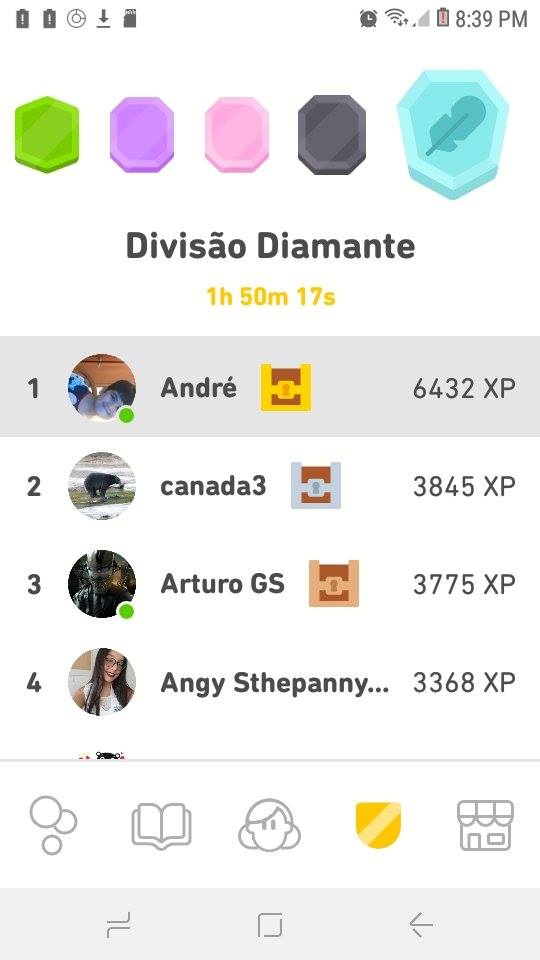 8:39 PM
Divisão Diamante
1h 50m 17s
1 André 6432 XP
2 canada3 3845 XP
3 Arturo GS 3775 XP
4 Angy Sthepanny... 3368 XP